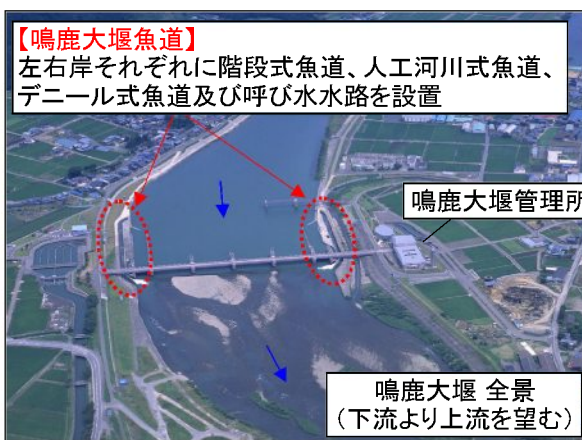 【鳴鹿大堰魚道】
左右岸それぞれに階段式魚道、人工河川式魚道、
デニール式魚道及び呼び水水路を設置
鳴鹿大堰管理所
鳴鹿大堰 全景
（下流より上流を望む）